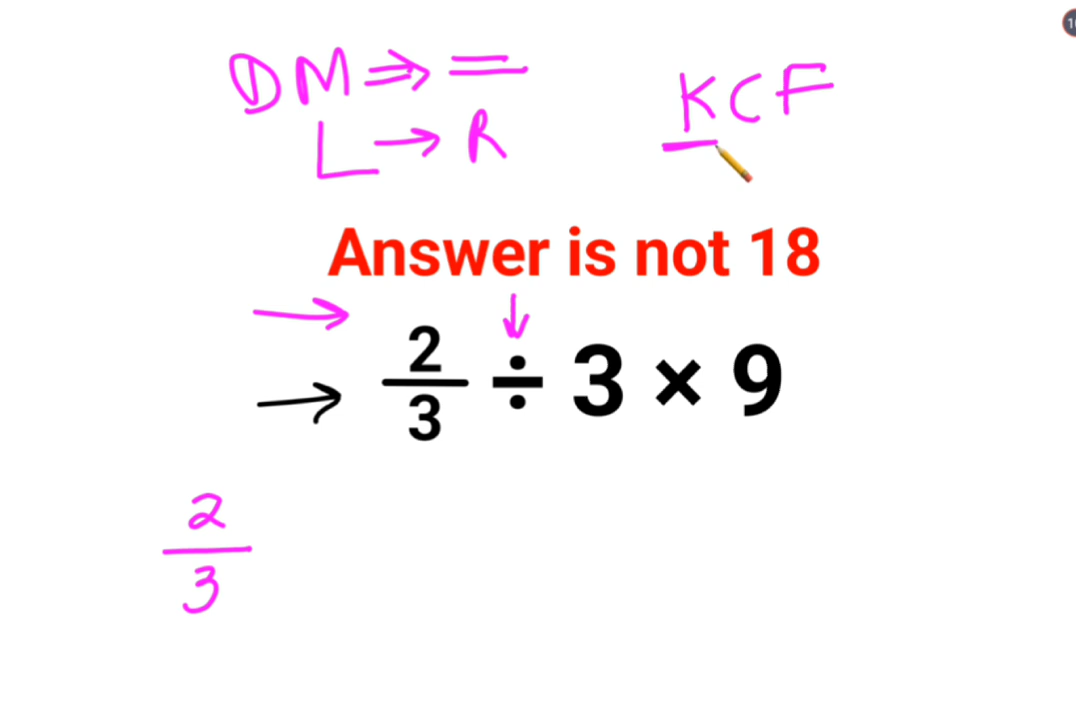 DM ⇒ =
KCF
L → R
Answer is not 18
2/3 ÷ 3 × 9
2/3